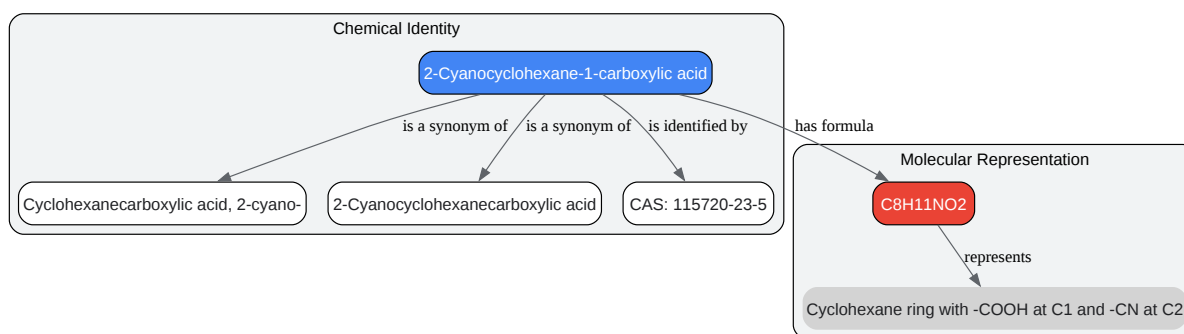 Chemical Identity
2-Cyanocyclohexane-1-carboxylic acid
is a synonym of
is a synonym of
is identified by
has formula
Cyclohexanecarboxylic acid, 2-cyano-
2-Cyanocyclohexanecarboxylic acid
CAS: 115720-23-5
Molecular Representation
C8H11NO2
represents
Cyclohexane ring with -COOH at C1 and -CN at C2